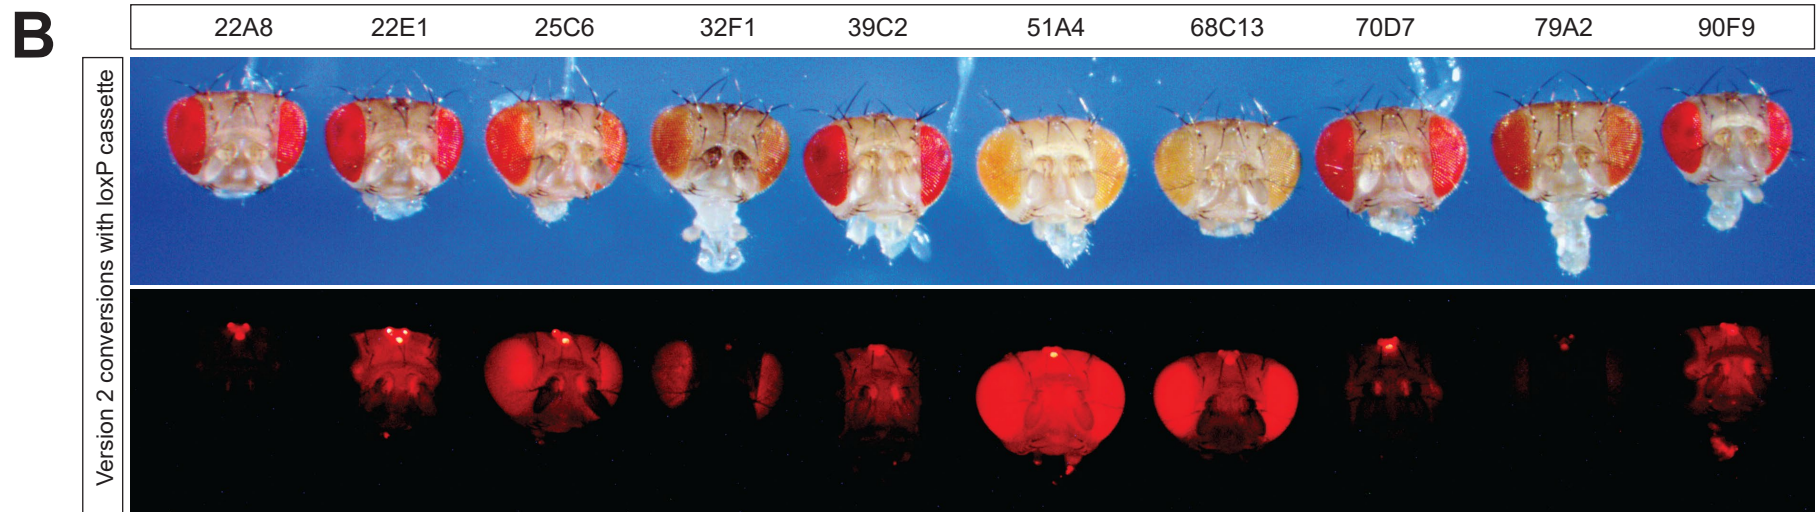 B
22A8 22E1 25C6 32F1 39C2 51A4 68C13 70D7 79A2 90F9
Version 2 conversions with loxP cassette